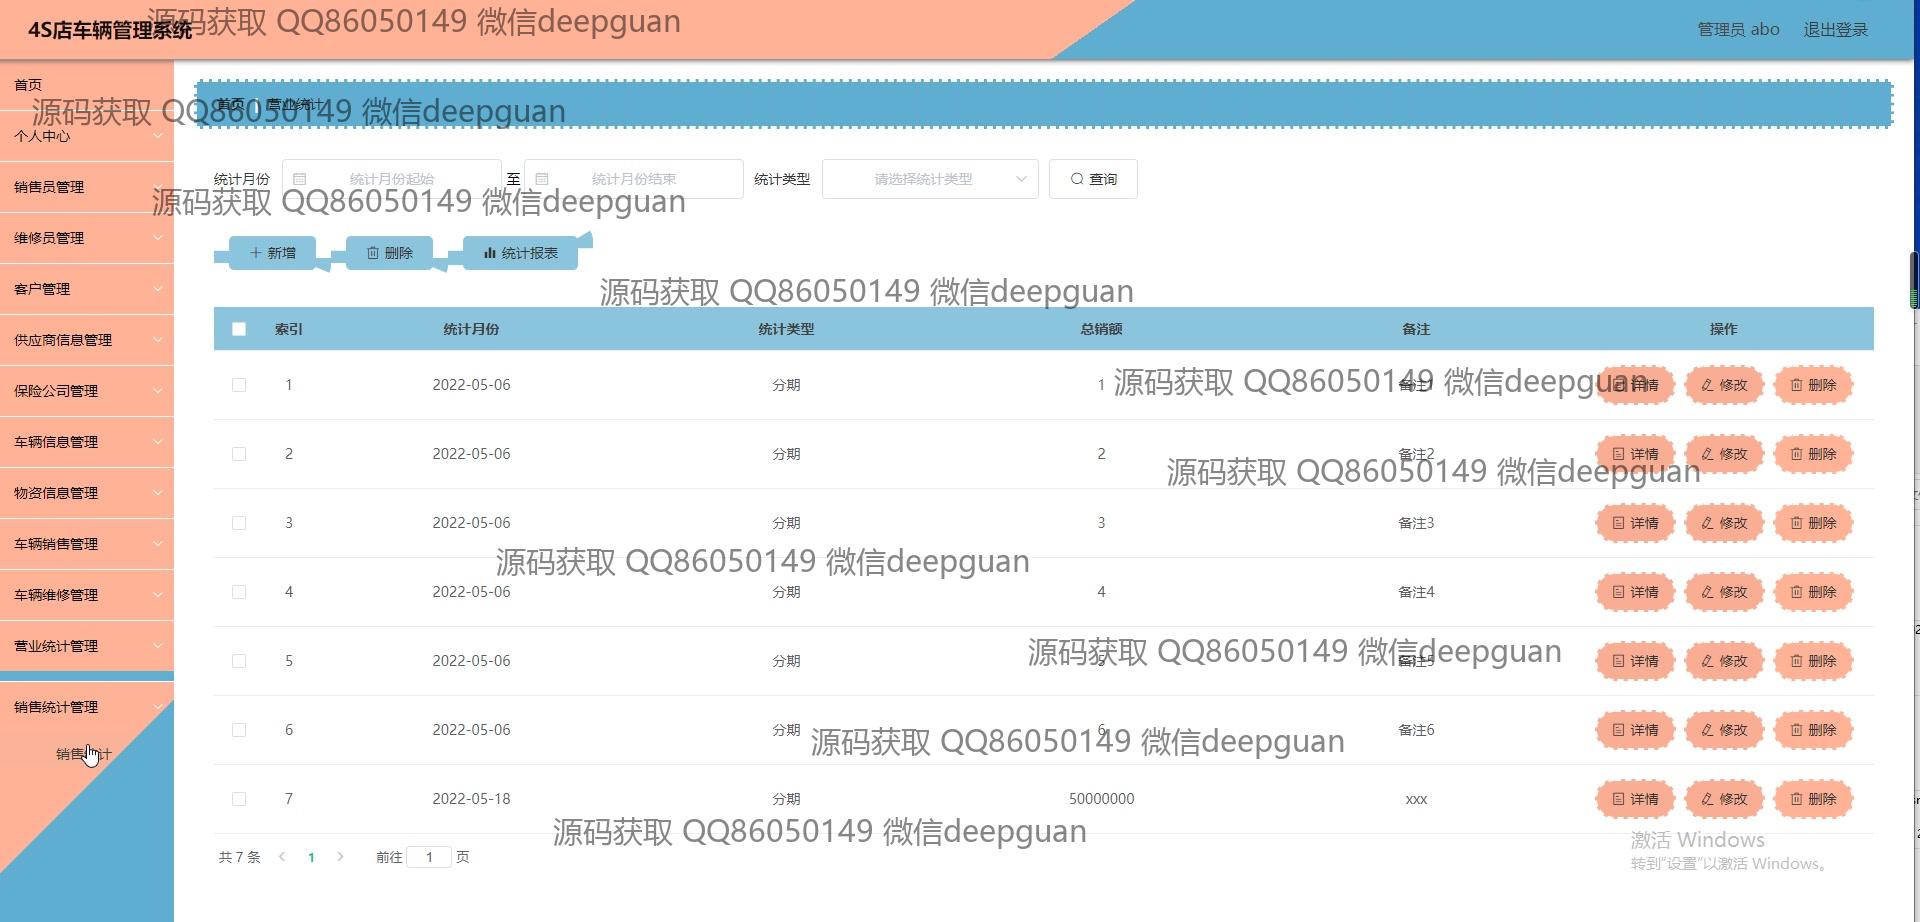 4S店车辆管理系统
源码获取 QQ86050149 微信deepguan
管理员 abo 退出登录
首页
首页 营业统计
源码获取 QQ86050149 微信deepguan
个人中心
销售员管理
统计月份 统计月份起始 至 统计月份结束 统计类型 请选择统计类型 查询
源码获取 QQ86050149 微信deepguan
维修员管理
新增 删除 统计报表
客户管理
源码获取 QQ86050149 微信deepguan
供应商信息管理
索引 统计月份 统计类型 总销额 备注 操作
保险公司管理
1 2022-05-06 分期 1 备注1 详情 修改 删除
源码获取 QQ86050149 微信deepguan
车辆信息管理
2 2022-05-06 分期 2 备注2 详情 修改 删除
源码获取 QQ86050149 微信deepguan
物资信息管理
3 2022-05-06 分期 3 备注3 详情 修改 删除
车辆销售管理
源码获取 QQ86050149 微信deepguan
车辆维修管理
4 2022-05-06 分期 4 备注4 详情 修改 删除
营业统计管理
源码获取 QQ86050149 微信deepguan
5 2022-05-06 分期 5 备注5 详情 修改 删除
销售统计管理
6 2022-05-06 分期 6 备注6 详情 修改 删除
源码获取 QQ86050149 微信deepguan
销售统计
7 2022-05-18 分期 50000000 xxx 详情 修改 删除
源码获取 QQ86050149 微信deepguan
激活 Windows
转到"设置"以激活 Windows。
共 7 条 1 前往 1 页